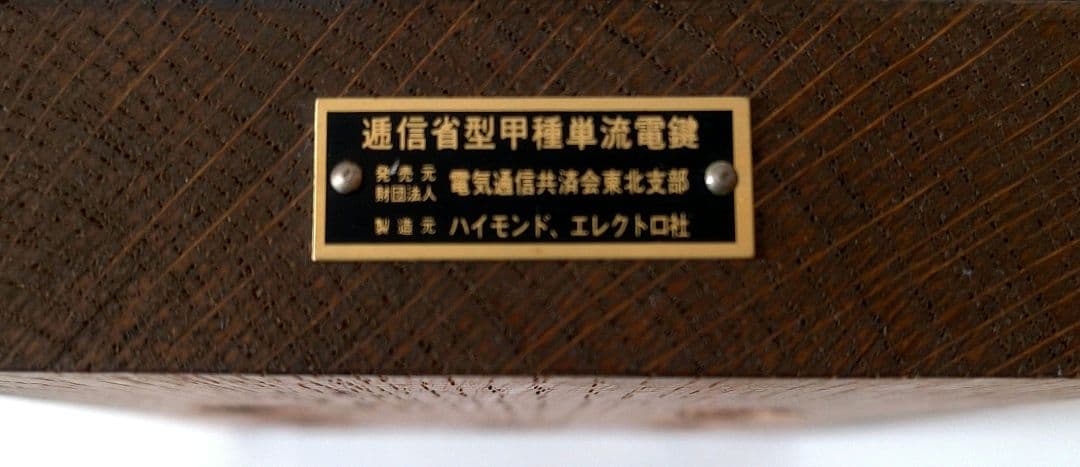 逓信省型甲種単流電鍵
発売元 財団法人 電気通信共済会東北支部
製造元 ハイモンド、エレクトロ社